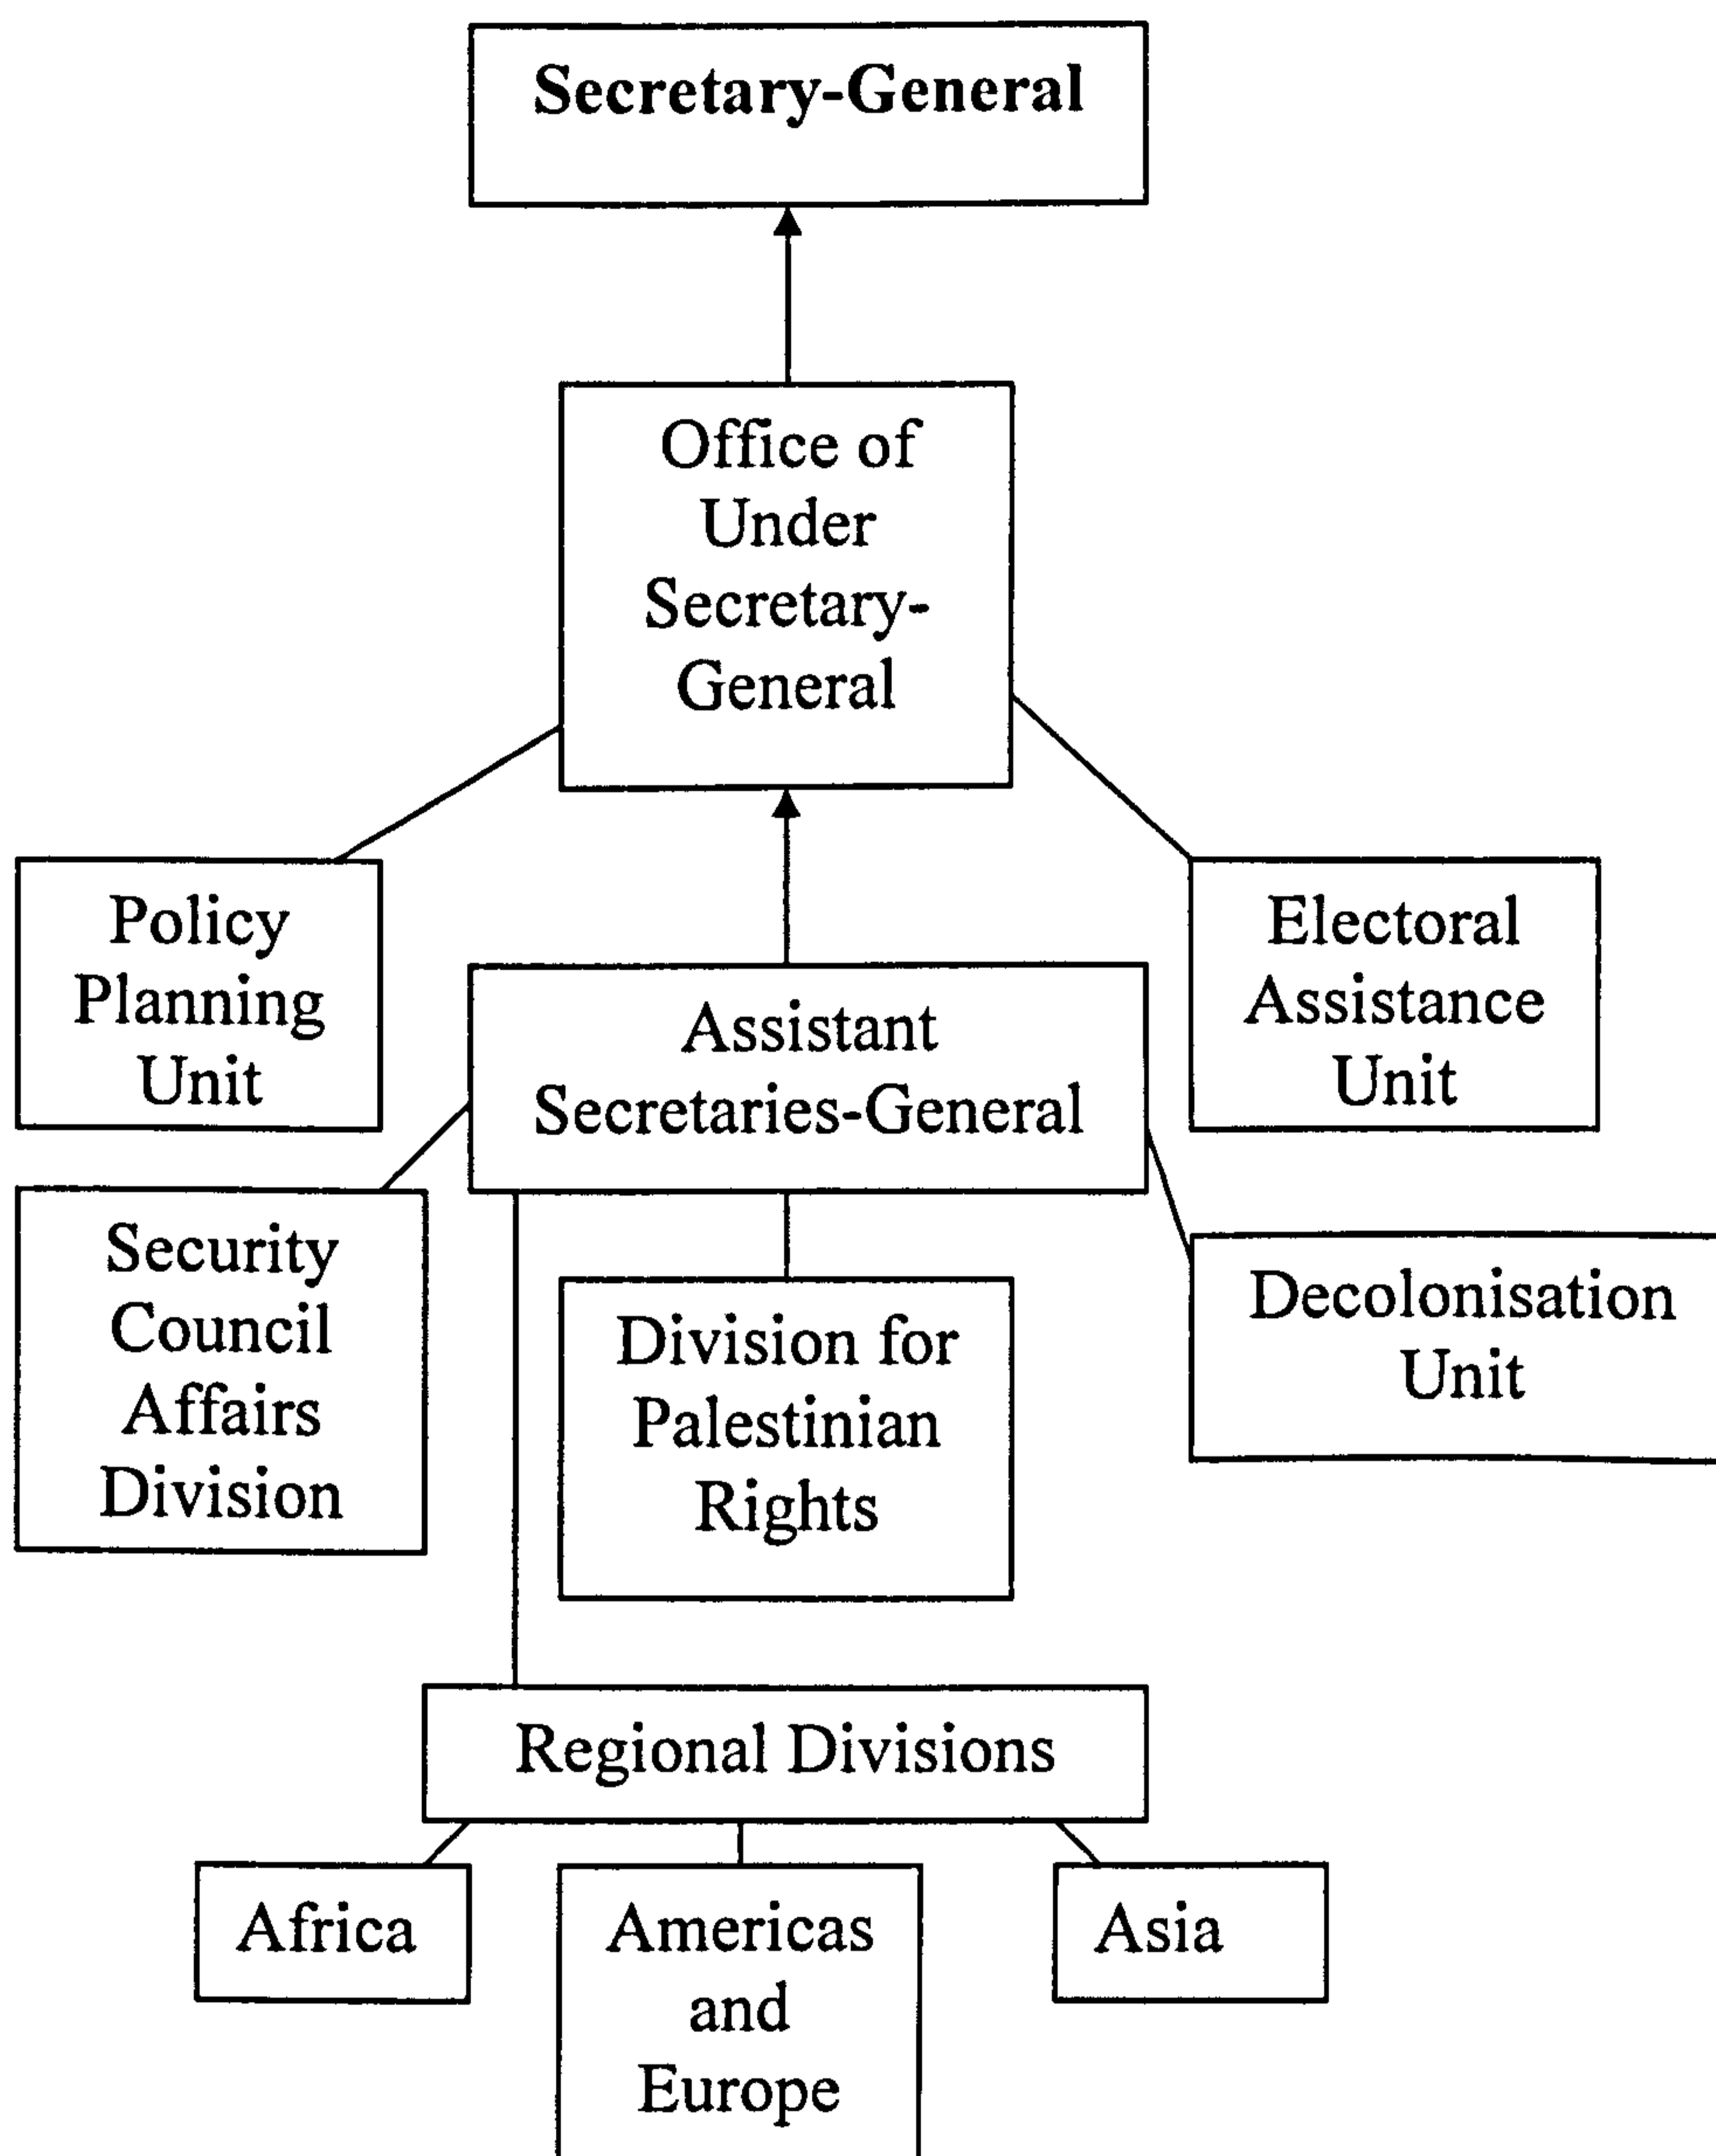 Secretary-General
Office of
Under
Secretary-
General
Policy
Planning
Unit
Electoral
Assistance
Unit
Assistant
Secretaries-General
Security
Council
Affairs
Division
Division for
Palestinian
Rights
Decolonisation
Unit
Regional Divisions
Africa
Americas
and
Europe
Asia